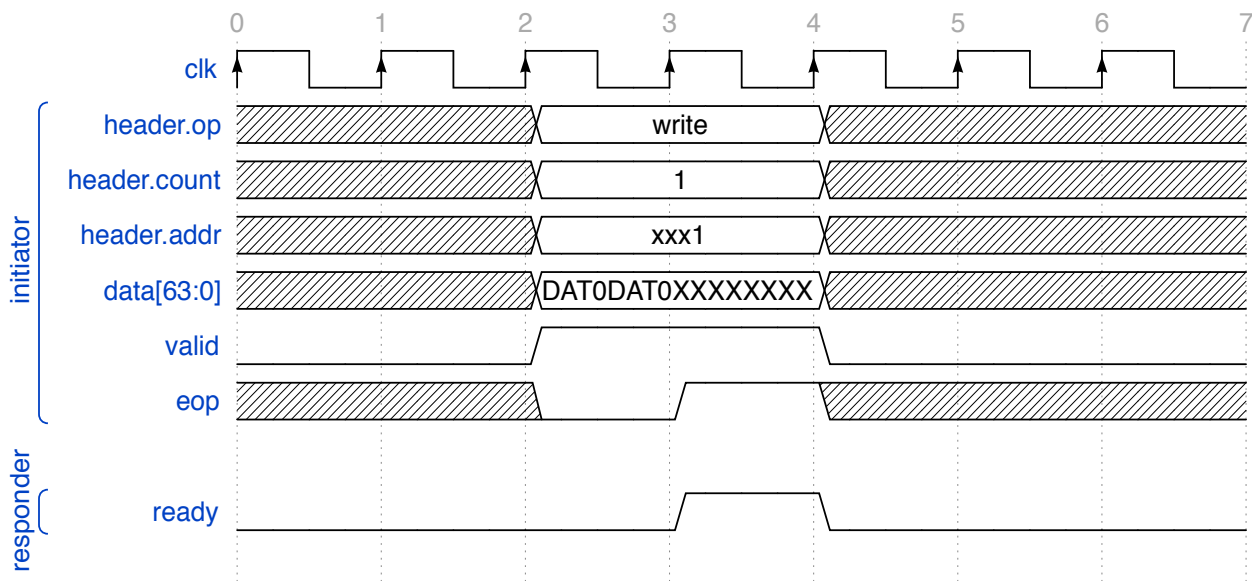 0 1 2 3 4 5 6 7
clk
header.op write
header.count 1
header.addr xxx1
data[63:0] DAT0DAT0XXXXXXXX
valid
eop
ready
initiator
responder